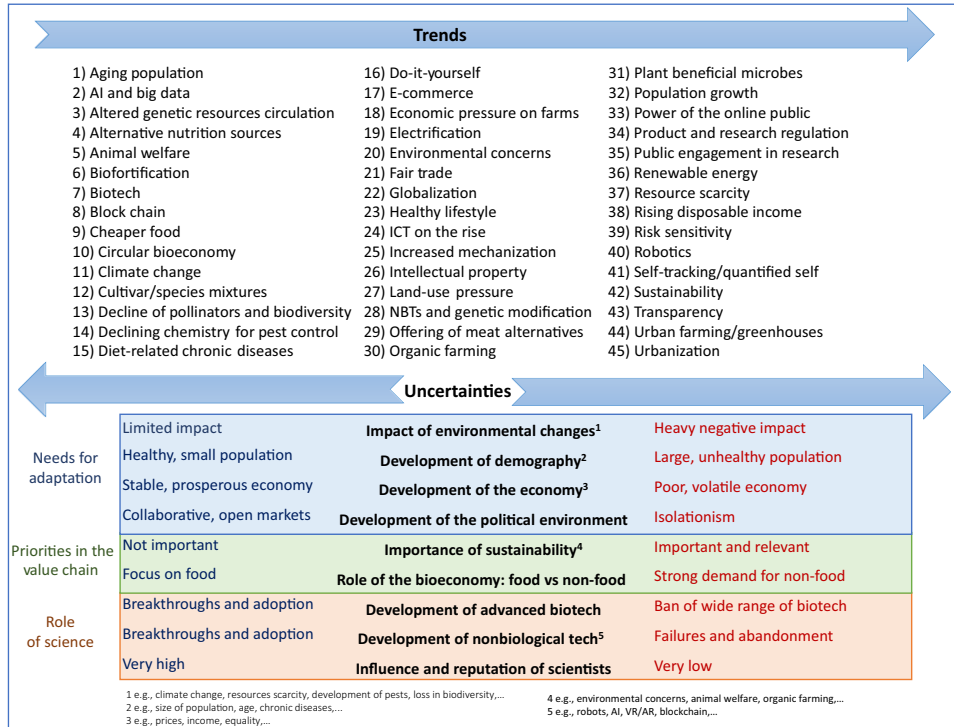 Trends
1) Aging population
2) AI and big data
3) Altered genetic resources circulation
4) Alternative nutrition sources
5) Animal welfare
6) Biofortification
7) Biotech
8) Block chain
9) Cheaper food
10) Circular bioeconomy
11) Climate change
12) Cultivar/species mixtures
13) Decline of pollinators and biodiversity
14) Declining chemistry for pest control
15) Diet-related chronic diseases
16) Do-it-yourself
17) E-commerce
18) Economic pressure on farms
19) Electrification
20) Environmental concerns
21) Fair trade
22) Globalization
23) Healthy lifestyle
24) ICT on the rise
25) Increased mechanization
26) Intellectual property
27) Land-use pressure
28) NBTs and genetic modification
29) Offering of meat alternatives
30) Organic farming
31) Plant beneficial microbes
32) Population growth
33) Power of the online public
34) Product and research regulation
35) Public engagement in research
36) Renewable energy
37) Resource scarcity
38) Rising disposable income
39) Risk sensitivity
40) Robotics
41) Self-tracking/quantified self
42) Sustainability
43) Transparency
44) Urban farming/greenhouses
45) Urbanization
Uncertainties
Needs for
adaptation
Limited impact Impact of environmental changes¹ Heavy negative impact
Healthy, small population Development of demography² Large, unhealthy population
Stable, prosperous economy Development of the economy³ Poor, volatile economy
Collaborative, open markets Development of the political environment Isolationism
Priorities in the
value chain
Not important Importance of sustainability⁴ Important and relevant
Focus on food Role of the bioeconomy: food vs non-food Strong demand for non-food
Role
of science
Breakthroughs and adoption Development of advanced biotech Ban of wide range of biotech
Breakthroughs and adoption Development of nonbiological tech⁵ Failures and abandonment
Very high Influence and reputation of scientists Very low
1 e.g., climate change, resources scarcity, development of pests, loss in biodiversity,...
2 e.g., size of population, age, chronic diseases,...
3 e.g., prices, income, equality,...
4 e.g., environmental concerns, animal welfare, organic farming,...
5 e.g., robots, AI, VR/AR, blockchain,...